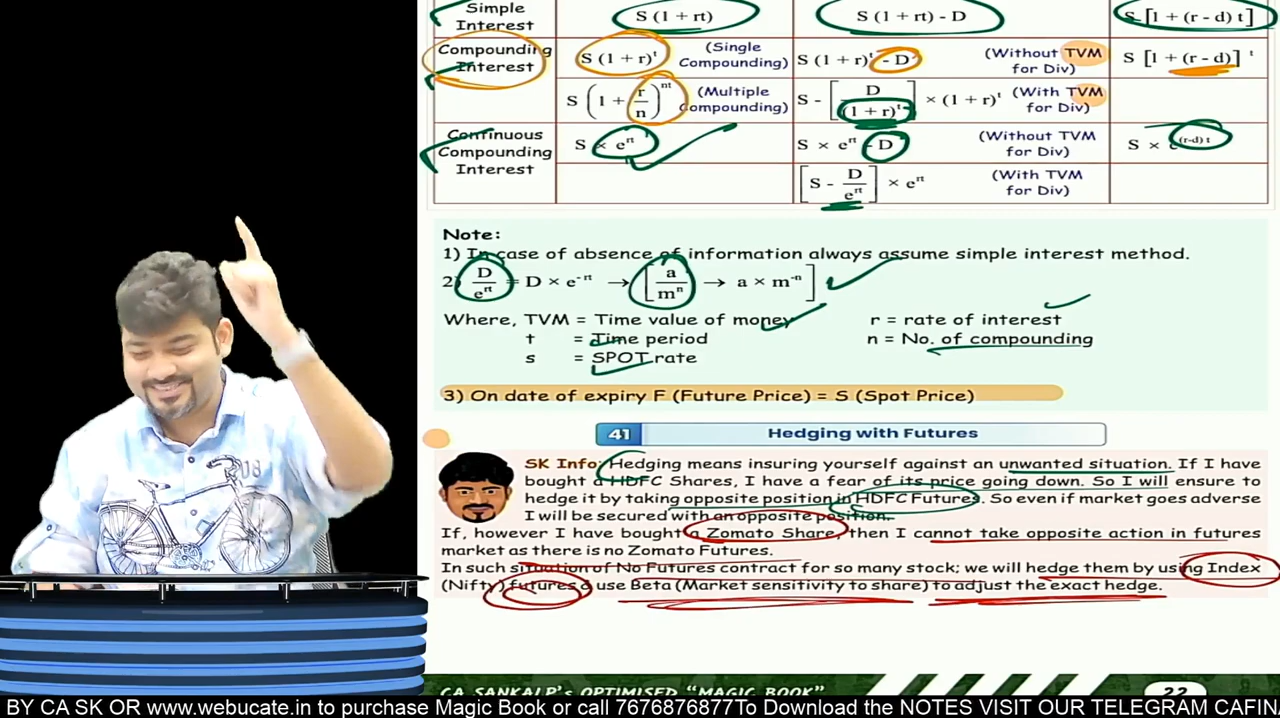 Simple
Interest
S (1 + rt)
S (1 + rt) - D
S [1 + (r - d) t]
Compounding
Interest
S (1 + r)^t (Single Compounding)
S (1 + r)^t - D (Without TVM for Div)
S [1 + (r - d)]^t
S (1 + r/n)^nt (Multiple Compounding)
S - [D/(1 + r)^t] × (1 + r)^t (With TVM for Div)
Continuous
Compounding
Interest
S × e^rt
S × e^rt - D (Without TVM for Div)
S × e^(r-d) t
[S - D/e^rt] × e^rt (With TVM for Div)
Note:
1) In case of absence of information always assume simple interest method.
2) D/e^rt = D × e^-rt → [a/m^n → a × m^-n]
Where, TVM = Time value of money
r = rate of interest
t = Time period
n = No. of compounding
s = SPOT rate
3) On date of expiry F (Future Price) = S (Spot Price)
41 Hedging with Futures
SK Info: Hedging means insuring yourself against an unwanted situation. If I have
bought a HDFC Shares, I have a fear of its price going down. So I will ensure to
hedge it by taking opposite position in HDFC Futures. So even if market goes adverse
I will be secured with an opposite position.
If, however I have bought a Zomato Share, then I cannot take opposite action in futures
market as there is no Zomato Futures.
In such situation of No Futures contract for so many stock; we will hedge them by using Index
(Nifty) futures & use Beta (Market sensitivity to share) to adjust the exact hedge.
CA SANKALP's OPTIMISED "MAGIC BOOK"
22
BY CA SK OR www.webucate.in to purchase Magic Book or call 7676876877To Download the NOTES VISIT OUR TELEGRAM CAFINA